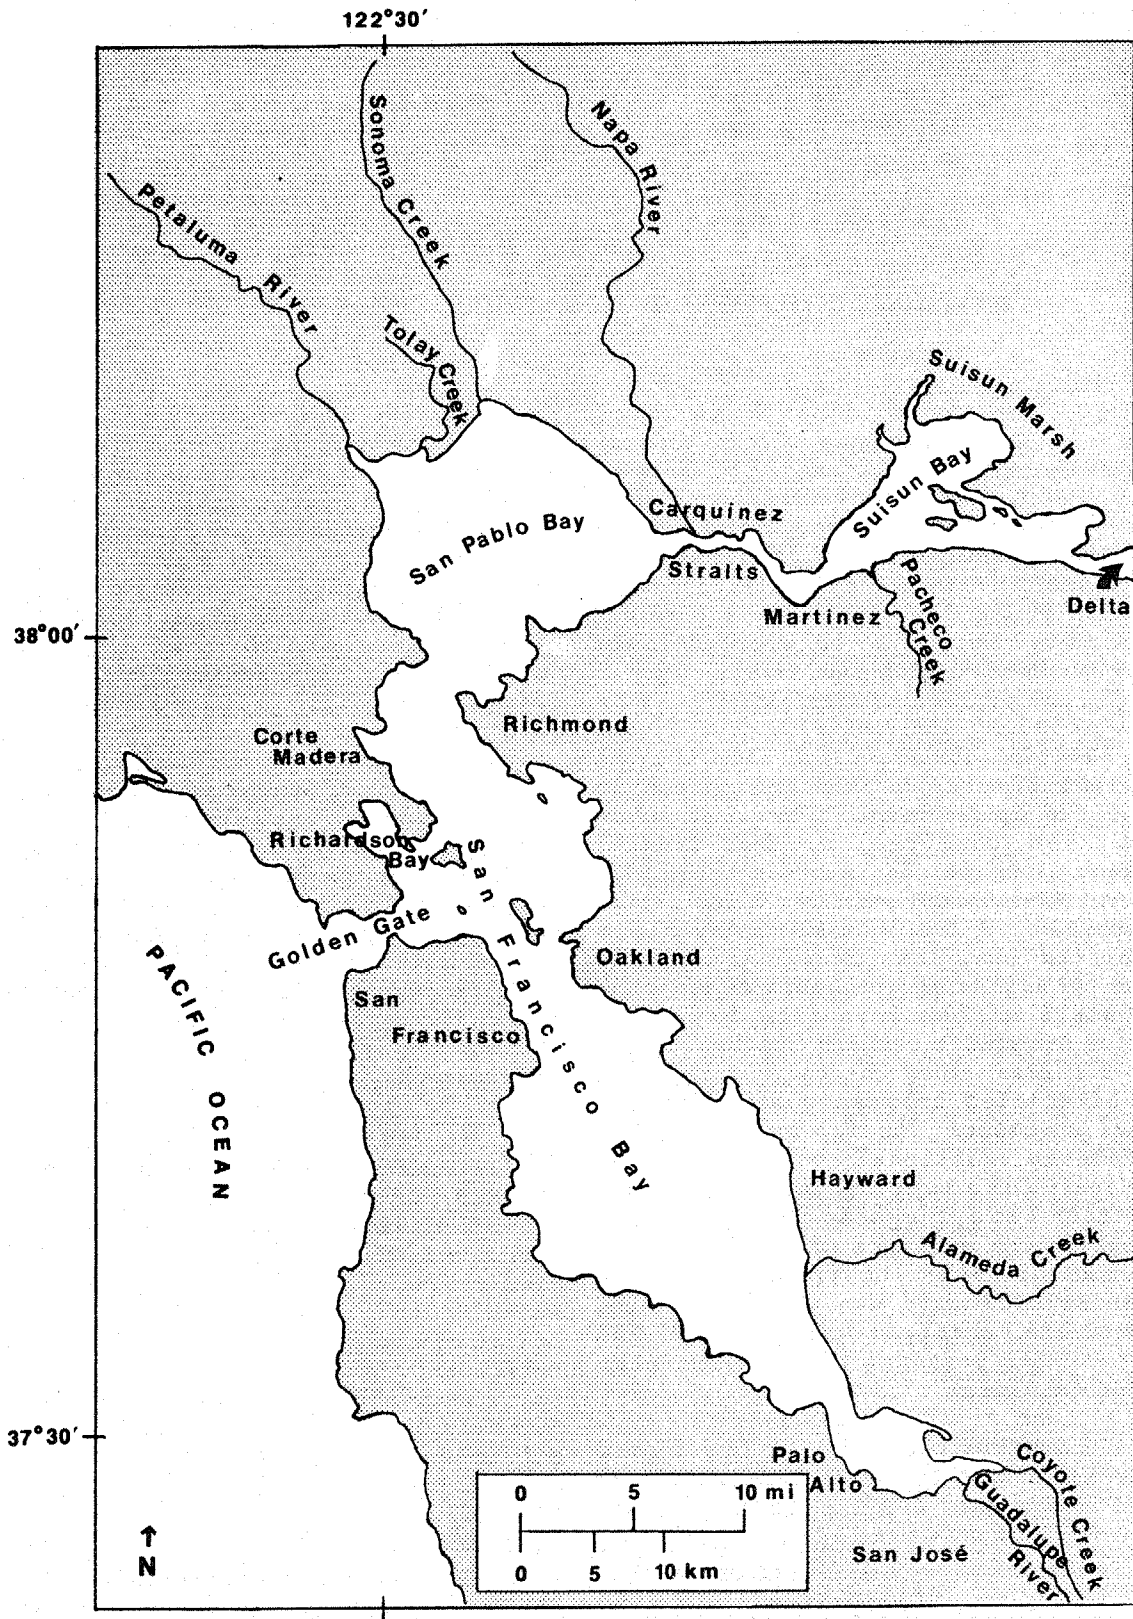 122°30′
Sonoma Creek
Napa River
Petaluma River
Tolay Creek
Creek
Suisun Marsh
Suisun Bay
Carquinez
Straits
San Pablo Bay
Martinez
Pacheco
Creek
Delta
38°00′
Richmond
Corte
Madera
Richardson
Bay
San Francisco Bay
Golden Gate
Oakland
PACIFIC OCEAN
San
Francisco
Hayward
Alameda Creek
37°30′
Palo
Alto
Coyote Creek
Guadalupe
River
San José
0 5 10 mi
0 5 10 km
N